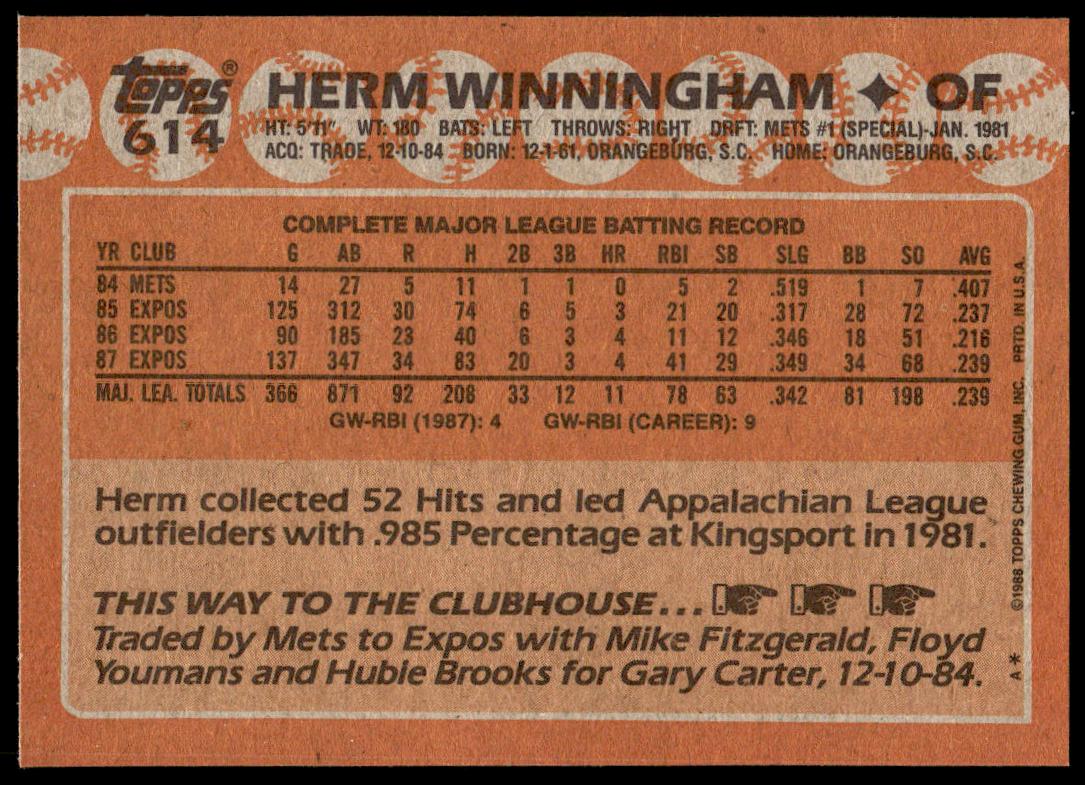 topps®
614
HERM WINNINGHAM ✦ OF
HT: 5'11" WT: 180 BATS: LEFT THROWS: RIGHT DRFT: METS #1 (SPECIAL)-JAN. 1981
ACQ: TRADE, 12-10-84 BORN: 12-1-61, ORANGEBURG, S.C. HOME: ORANGEBURG, S.C.
COMPLETE MAJOR LEAGUE BATTING RECORD
YR CLUB G AB R H 2B 3B HR RBI SB SLG BB SO AVG
84 METS 14 27 5 11 1 1 0 5 2 .519 1 7 .407
85 EXPOS 125 312 30 74 6 5 3 21 20 .317 28 72 .237
86 EXPOS 90 185 23 40 6 3 4 11 12 .346 18 51 .216
87 EXPOS 137 347 34 83 20 3 4 41 29 .349 34 68 .239
MAJ. LEA. TOTALS 366 871 92 208 33 12 11 78 63 .342 81 198 .239
GW-RBI (1987): 4 GW-RBI (CAREER): 9
Herm collected 52 Hits and led Appalachian League
outfielders with .985 Percentage at Kingsport in 1981.
THIS WAY TO THE CLUBHOUSE...
Traded by Mets to Expos with Mike Fitzgerald, Floyd
Youmans and Hubie Brooks for Gary Carter, 12-10-84.
A* ©1988 TOPPS CHEWING GUM, INC. PRTD. IN U.S.A.